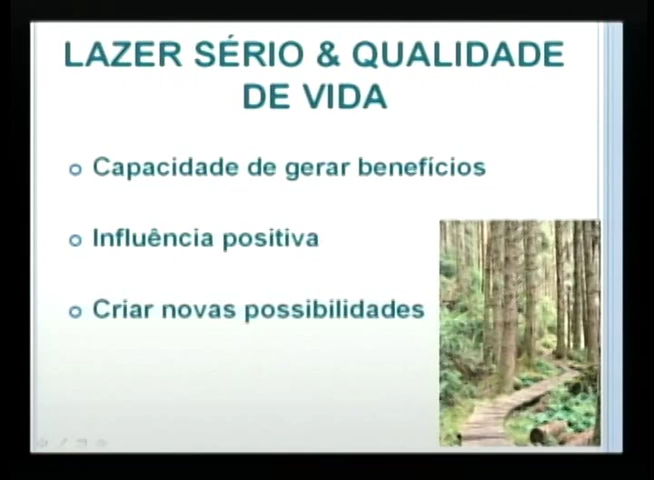 LAZER SÉRIO & QUALIDADE
DE VIDA
Capacidade de gerar benefícios
Influência positiva
Criar novas possibilidades